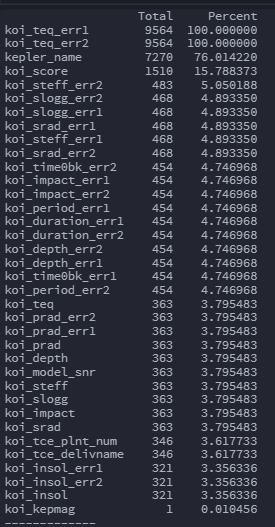 Total Percent
koi_teq_err1 9564 100.000000
koi_teq_err2 9564 100.000000
kepler_name 7270 76.014220
koi_score 1510 15.788373
koi_steff_err2 483 5.050188
koi_slogg_err2 468 4.893350
koi_slogg_err1 468 4.893350
koi_srad_err1 468 4.893350
koi_steff_err1 468 4.893350
koi_srad_err2 468 4.893350
koi_time0bk_err2 454 4.746968
koi_impact_err1 454 4.746968
koi_impact_err2 454 4.746968
koi_period_err1 454 4.746968
koi_duration_err1 454 4.746968
koi_duration_err2 454 4.746968
koi_depth_err2 454 4.746968
koi_depth_err1 454 4.746968
koi_time0bk_err1 454 4.746968
koi_period_err2 454 4.746968
koi_teq 363 3.795483
koi_prad_err2 363 3.795483
koi_prad_err1 363 3.795483
koi_prad 363 3.795483
koi_depth 363 3.795483
koi_model_snr 363 3.795483
koi_steff 363 3.795483
koi_slogg 363 3.795483
koi_impact 363 3.795483
koi_srad 363 3.795483
koi_tce_plnt_num 346 3.617733
koi_tce_delivname 346 3.617733
koi_insol_err1 321 3.356336
koi_insol_err2 321 3.356336
koi_insol 321 3.356336
koi_kepmag 1 0.010456
-------------